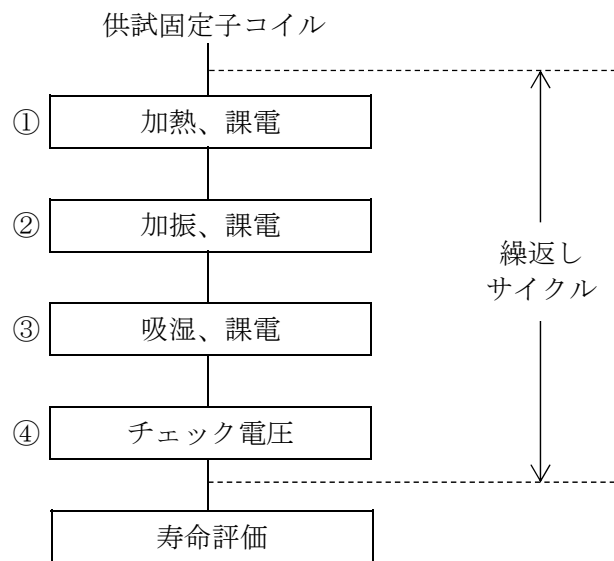 供試固定子コイル
① 加熱、課電
② 加振、課電
③ 吸湿、課電
④ チェック電圧
寿命評価
繰返し
サイクル